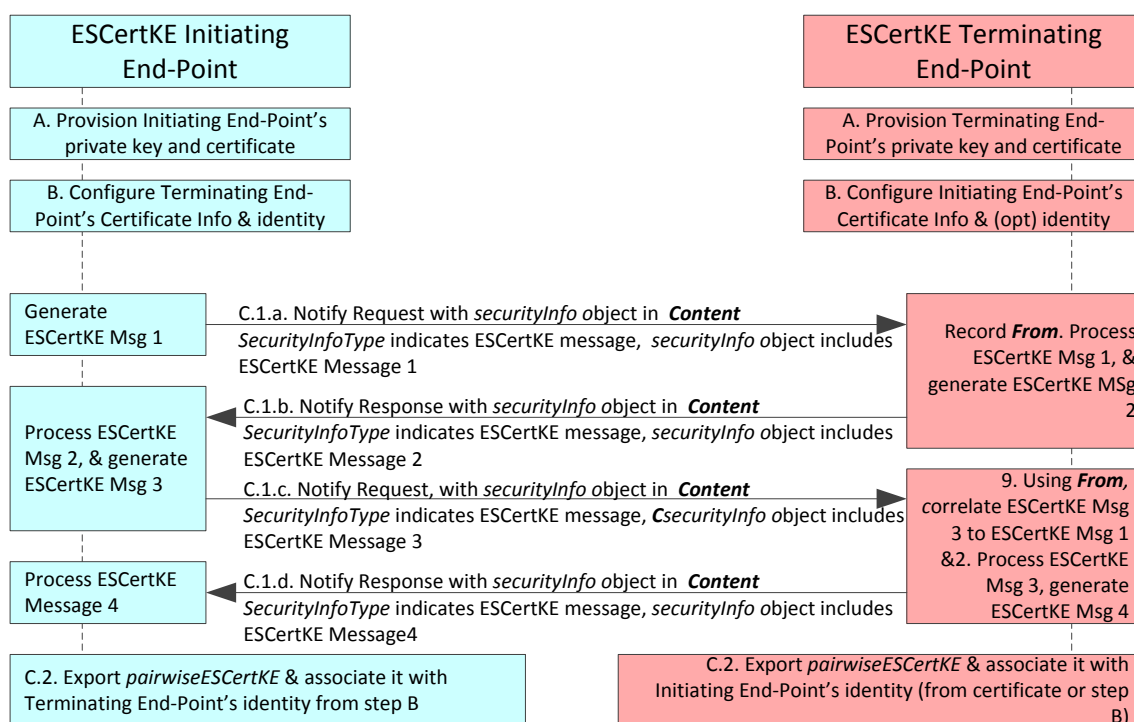 ESCertKE Initiating
End-Point
ESCertKE Terminating
End-Point
A. Provision Initiating End-Point's
private key and certificate
A. Provision Terminating End-
Point's private key and certificate
B. Configure Terminating End-
Point's Certificate Info & identity
B. Configure Initiating End-Point's
Certificate Info & (opt) identity
Generate
ESCertKE Msg 1
C.1.a. Notify Request with securityInfo object in Content
SecurityInfoType indicates ESCertKE message, securityInfo object includes
ESCertKE Message 1
Record From. Process
ESCertKE Msg 1, &
generate ESCertKE MSg
2
C.1.b. Notify Response with securityInfo object in Content
SecurityInfoType indicates ESCertKE message, securityInfo object includes
ESCertKE Message 2
Process ESCertKE
Msg 2, & generate
ESCertKE Msg 3
C.1.c. Notify Request, with securityInfo object in Content
SecurityInfoType indicates ESCertKE message, CsecurityInfo object includes
ESCertKE Message 3
9. Using From,
correlate ESCertKE Msg
3 to ESCertKE Msg 1
&2. Process ESCertKE
Msg 3, generate
ESCertKE Msg 4
Process ESCertKE
Message 4
C.1.d. Notify Response with securityInfo object in Content
SecurityInfoType indicates ESCertKE message, securityInfo object includes
ESCertKE Message4
C.2. Export pairwiseESCertKE & associate it with
Terminating End-Point's identity from step B
C.2. Export pairwiseESCertKE & associate it with
Initiating End-Point's identity (from certificate or step
B)